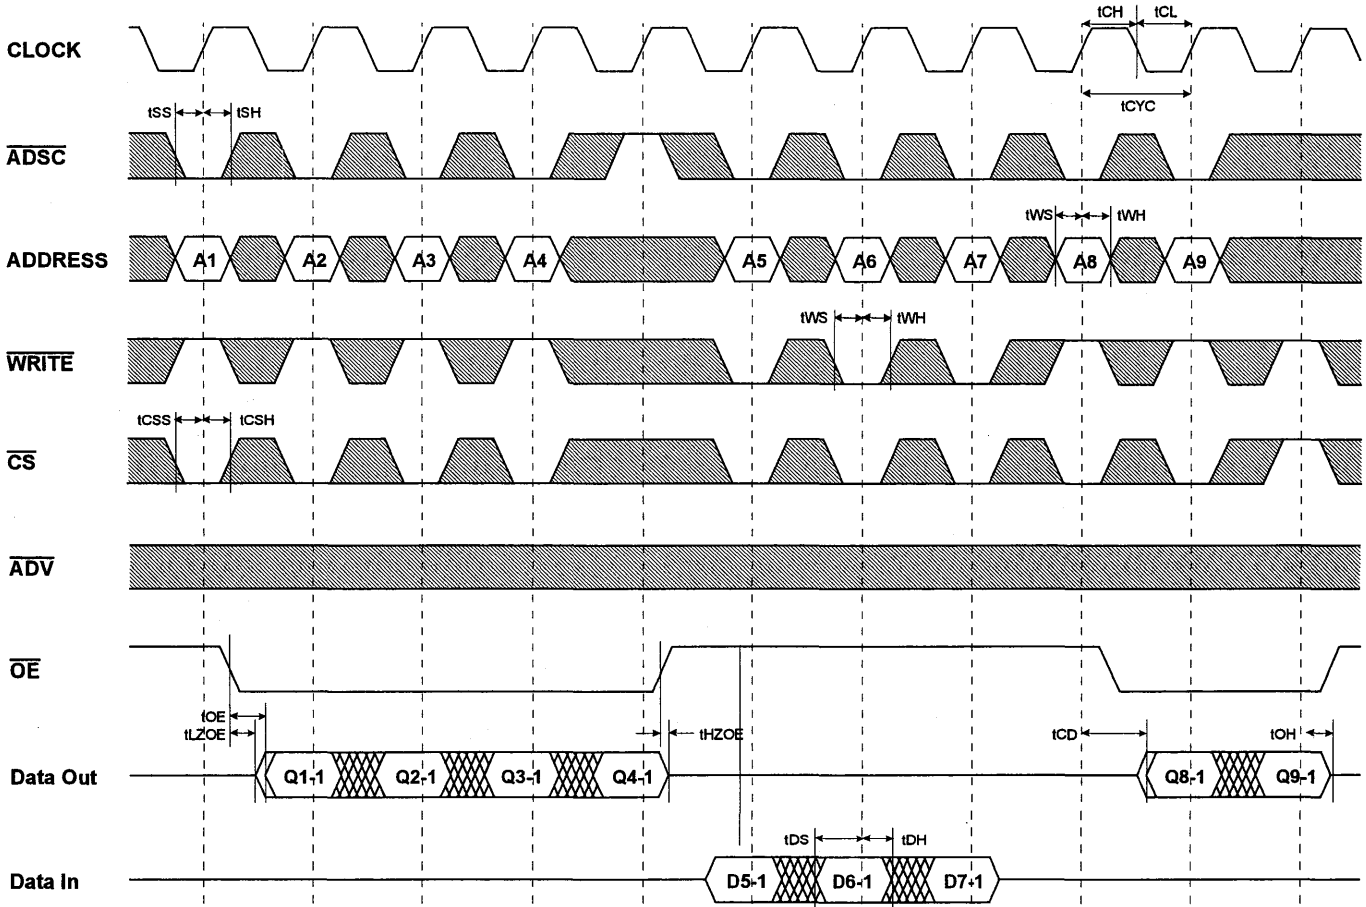 tCH tCL
CLOCK
tCYC
tSS tSH
ADSC
tWS tWH
ADDRESS A1 A2 A3 A4 A5 A6 A7 A8 A9
tWS tWH
WRITE
tCSS tCSH
CS
ADV
OE
tOE
tLZOE tHZOE tCD tOH
Data Out Q1-1 Q2-1 Q3-1 Q4-1 Q8-1 Q9-1
tDS tDH
Data In D5-1 D6-1 D7-1